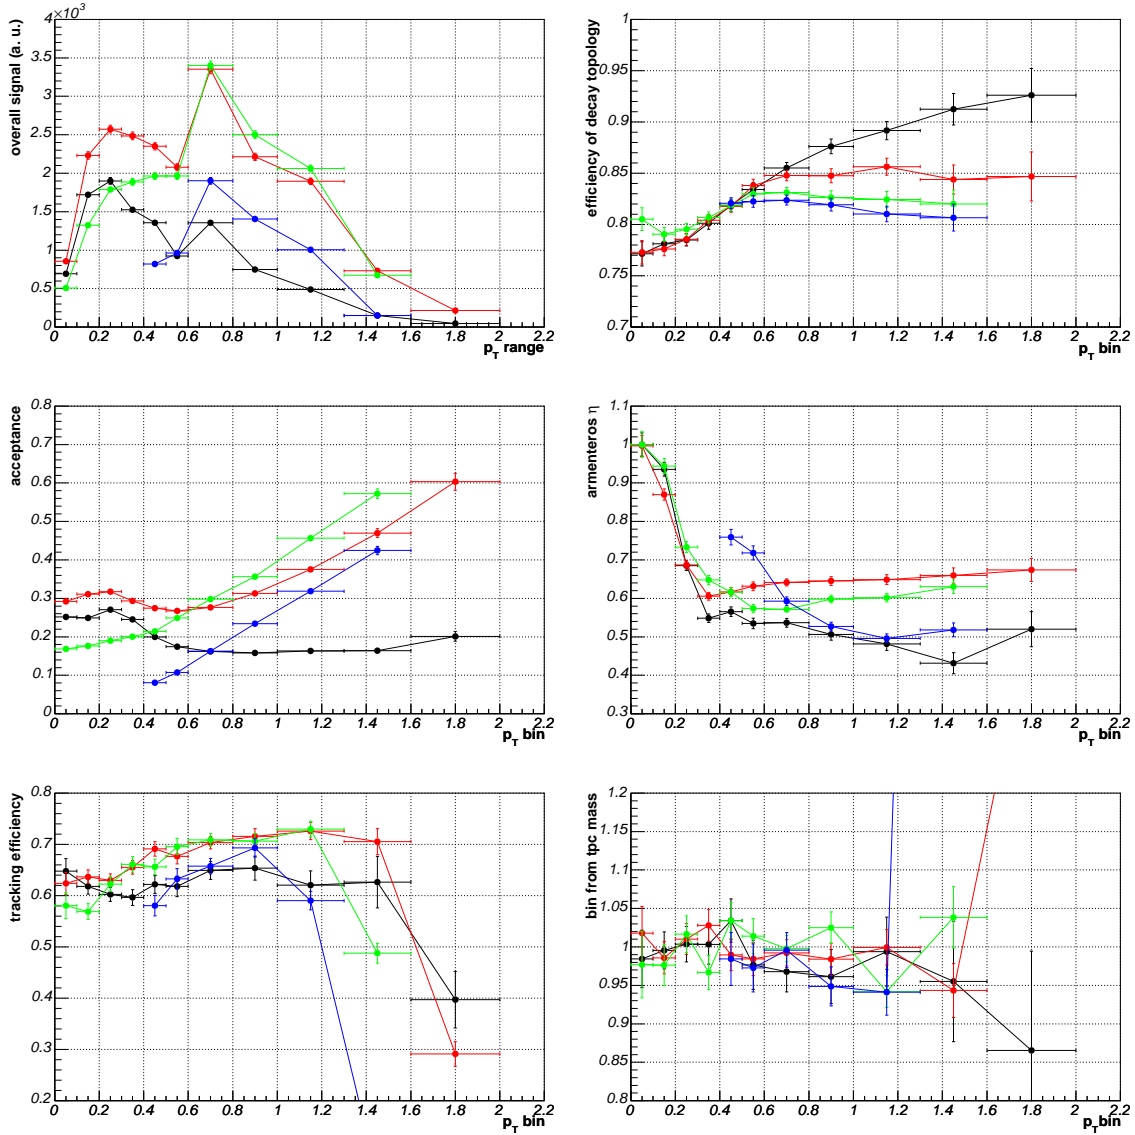 4×10³
3.5
3
2.5
2
1.5
1
0.5
0
0 0.2 0.4 0.6 0.8 1 1.2 1.4 1.6 1.8 2 2.2
overall signal (a. u.)
p_T range
1
0.95
0.9
0.85
0.8
0.75
0.7
0 0.2 0.4 0.6 0.8 1 1.2 1.4 1.6 1.8 2 2.2
efficiency of decay topology
p_T bin
0.8
0.7
0.6
0.5
0.4
0.3
0.2
0.1
0
0 0.2 0.4 0.6 0.8 1 1.2 1.4 1.6 1.8 2 2.2
acceptance
p_T bin
1.1
1
0.9
0.8
0.7
0.6
0.5
0.4
0.3
0 0.2 0.4 0.6 0.8 1 1.2 1.4 1.6 1.8 2 2.2
armenteros η
p_T bin
0.8
0.7
0.6
0.5
0.4
0.3
0.2
0 0.2 0.4 0.6 0.8 1 1.2 1.4 1.6 1.8 2 2.2
tracking efficiency
p_T bin
1.2
1.15
1.1
1.05
1
0.95
0.9
0.85
0.8
0 0.2 0.4 0.6 0.8 1 1.2 1.4 1.6 1.8 2 2.2
bin from tpc mass
p_T bin